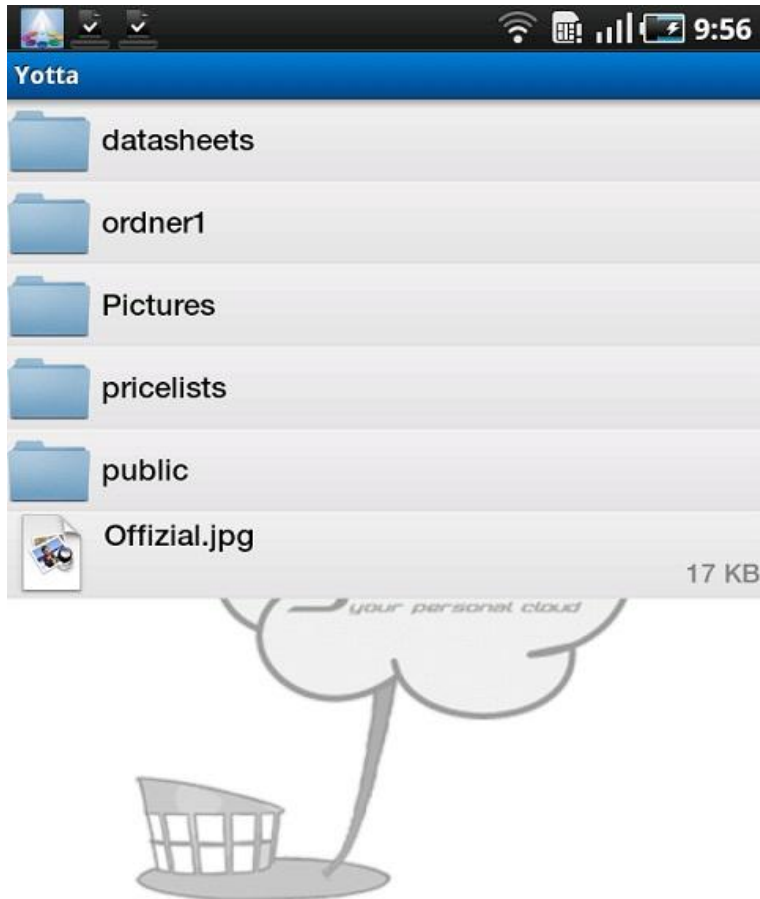 9:56
Yotta
datasheets
ordner1
Pictures
pricelists
public
Offizial.jpg
17 KB
your personal cloud